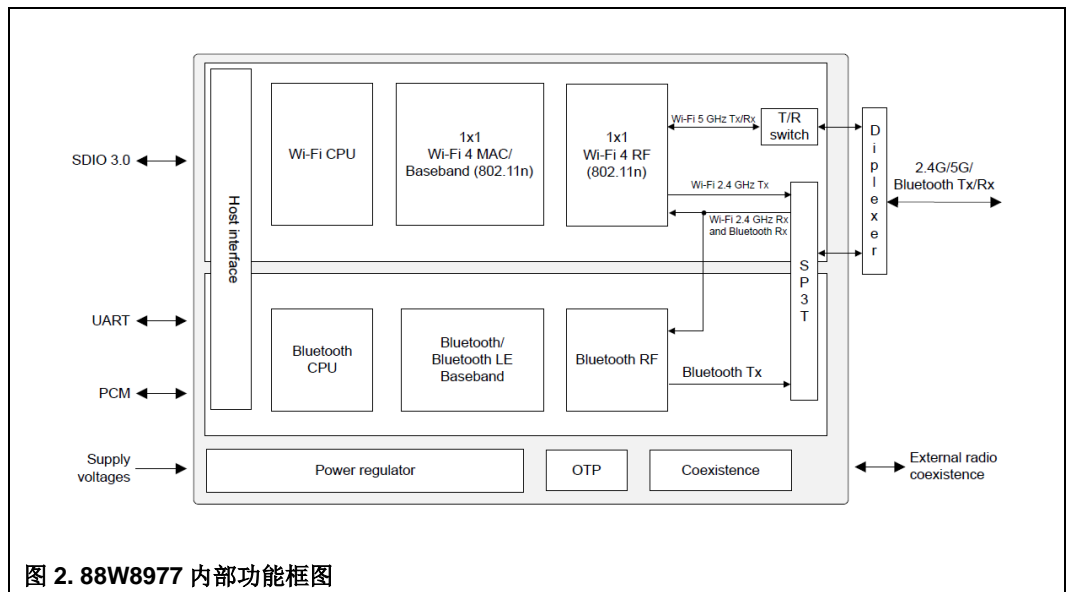 SDIO 3.0
UART
PCM
Supply
voltages
Host interface
Wi-Fi CPU
1x1
Wi-Fi 4 MAC/
Baseband (802.11n)
1x1
Wi-Fi 4 RF
(802.11n)
Wi-Fi 5 GHz Tx/Rx
T/R
switch
Wi-Fi 2.4 GHz Tx
Wi-Fi 2.4 GHz Rx
and Bluetooth Rx
SP3T
Diplexer
2.4G/5G/
Bluetooth Tx/Rx
Bluetooth
CPU
Bluetooth/
Bluetooth LE
Baseband
Bluetooth RF
Bluetooth Tx
Power regulator
OTP
Coexistence
External radio
coexistence
图 2. 88W8977 内部功能框图